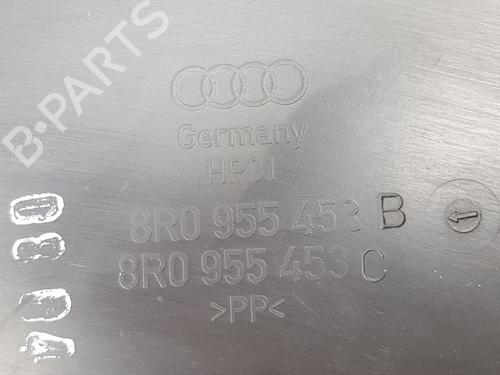 B-PARTS
Germany
HP01
8R0 955 453 B
8R0 955 453 C
>PP<